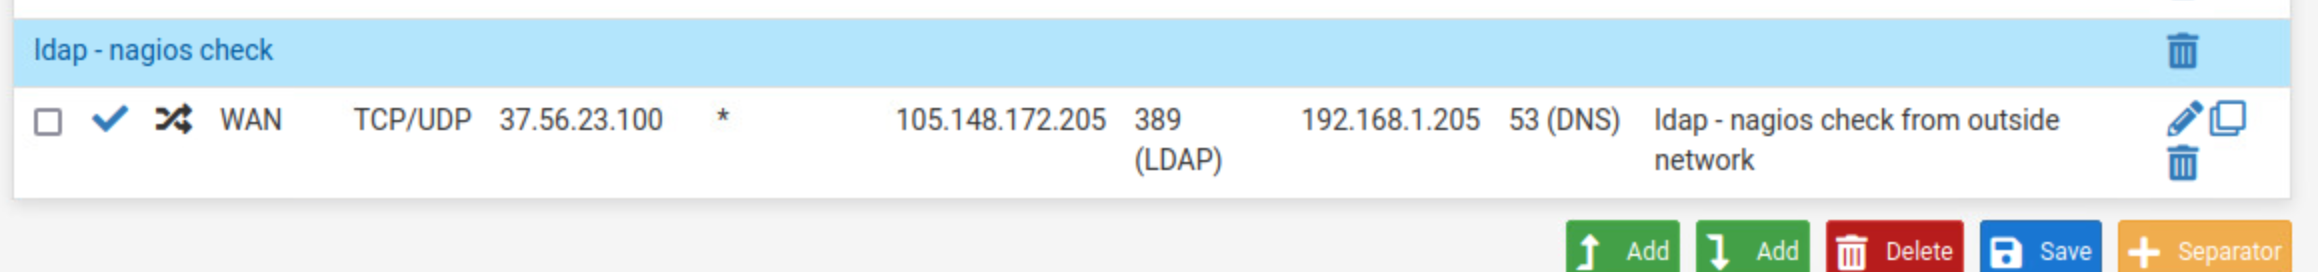 ldap - nagios check
WAN TCP/UDP 37.56.23.100 * 105.148.172.205 389 192.168.1.205 53 (DNS) ldap - nagios check from outside
(LDAP) network
Add Add Delete Save Separator